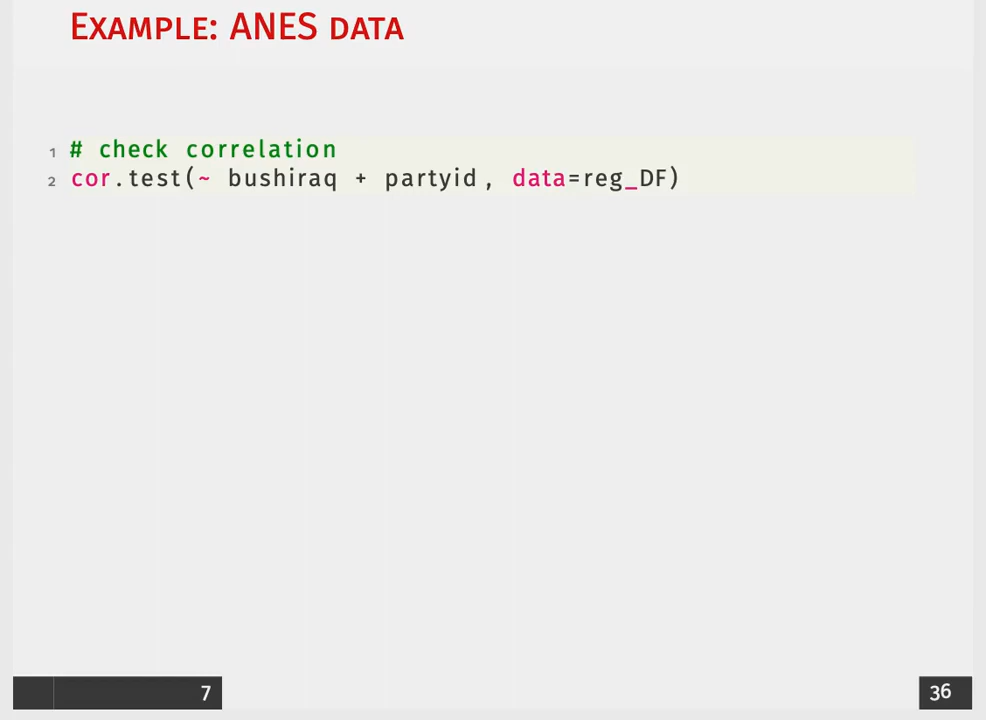 EXAMPLE: ANES DATA
1 # check correlation
2 cor.test(~ bushiraq + partyid, data=reg_DF)
7
36